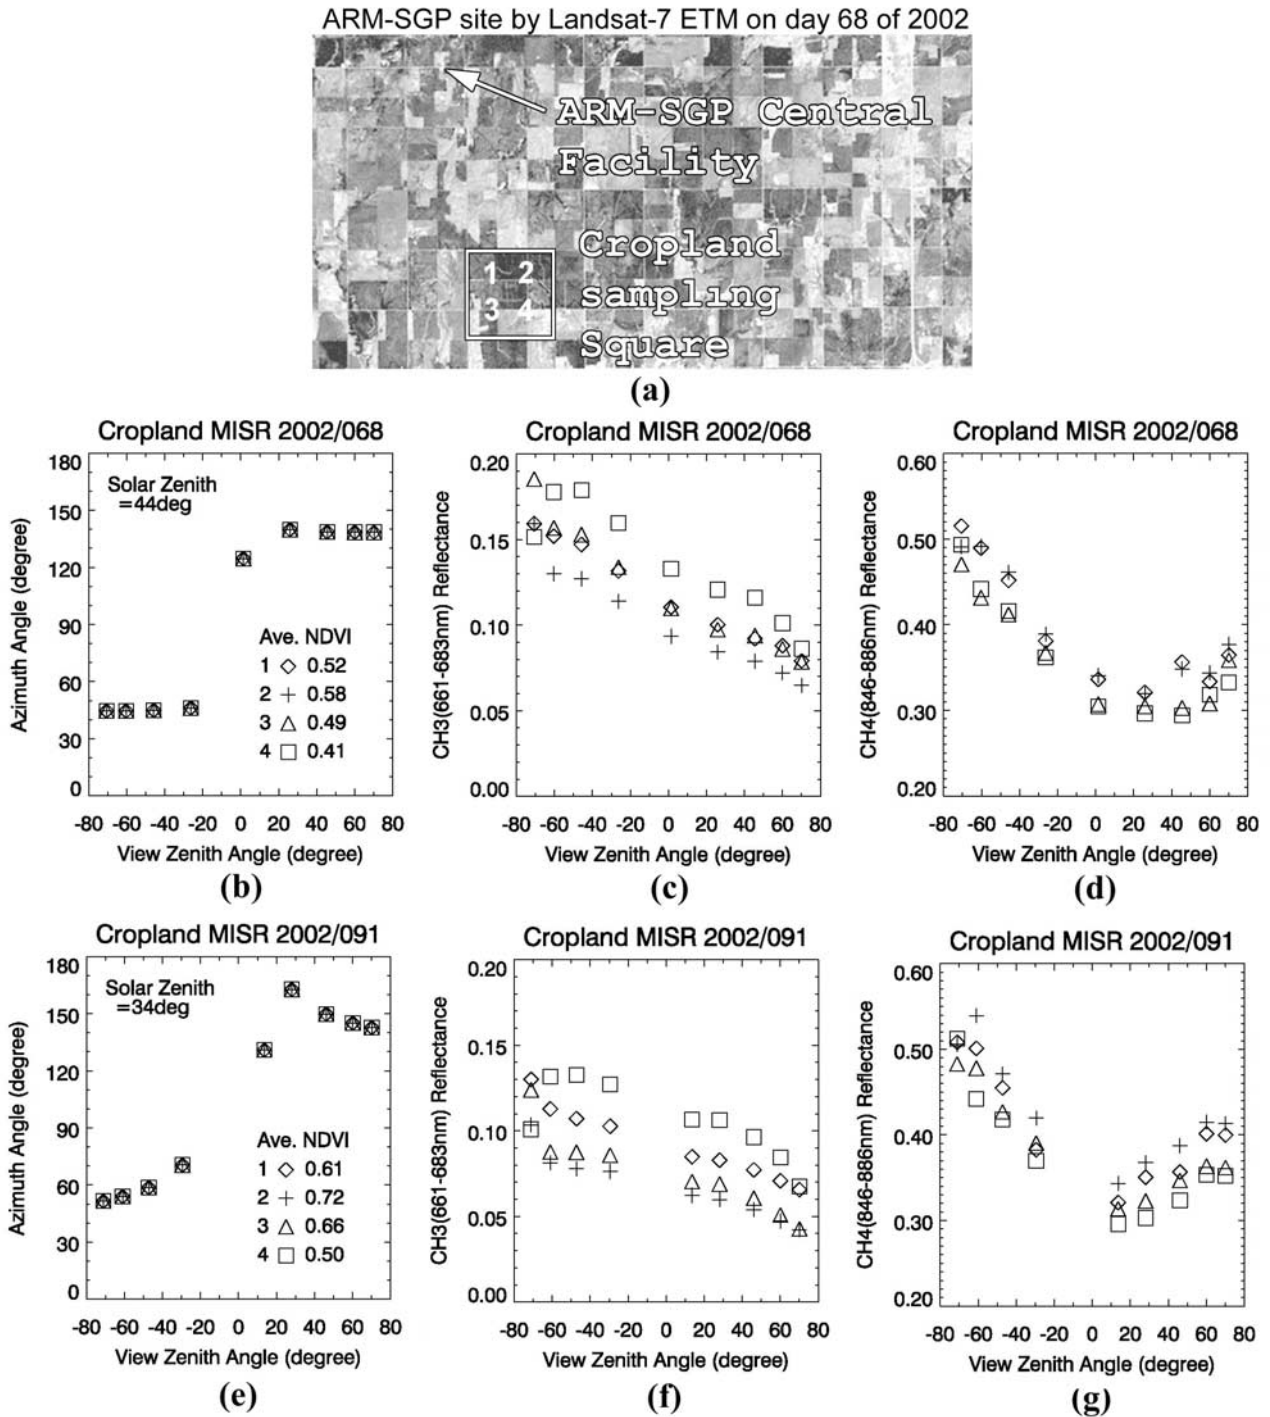 ARM-SGP site by Landsat-7 ETM on day 68 of 2002
ARM-SGP Central
Facility
Cropland
sampling
Square
1 2
3 4
(a)
Cropland MISR 2002/068
Solar Zenith
=44deg
Ave. NDVI
1 0.52
2 0.58
3 0.49
4 0.41
Azimuth Angle (degree)
180
150
120
90
60
30
0
-80 -60 -40 -20 0 20 40 60 80
View Zenith Angle (degree)
(b)
Cropland MISR 2002/068
CH3(661-683nm) Reflectance
0.20
0.15
0.10
0.05
0.00
-80 -60 -40 -20 0 20 40 60 80
View Zenith Angle (degree)
(c)
Cropland MISR 2002/068
CH4(846-886nm) Reflectance
0.60
0.50
0.40
0.30
0.20
-80 -60 -40 -20 0 20 40 60 80
View Zenith Angle (degree)
(d)
Cropland MISR 2002/091
Solar Zenith
=34deg
Ave. NDVI
1 0.61
2 0.72
3 0.66
4 0.50
Azimuth Angle (degree)
180
150
120
90
60
30
0
-80 -60 -40 -20 0 20 40 60 80
View Zenith Angle (degree)
(e)
Cropland MISR 2002/091
CH3(661-683nm) Reflectance
0.20
0.15
0.10
0.05
0.00
-80 -60 -40 -20 0 20 40 60 80
View Zenith Angle (degree)
(f)
Cropland MISR 2002/091
CH4(846-886nm) Reflectance
0.60
0.50
0.40
0.30
0.20
-80 -60 -40 -20 0 20 40 60 80
View Zenith Angle (degree)
(g)